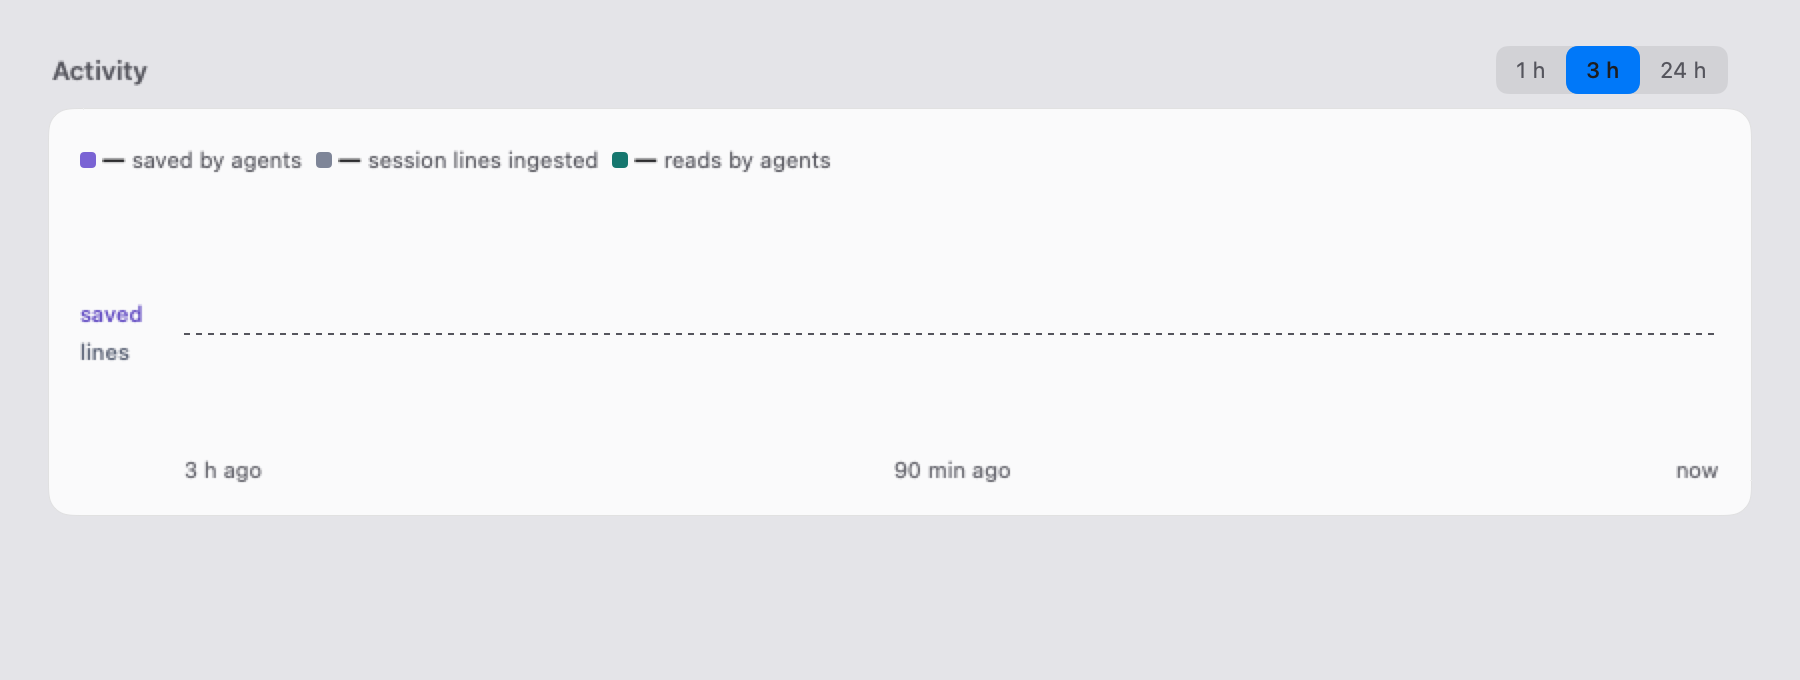 Activity
1 h 3 h 24 h
— saved by agents — session lines ingested — reads by agents
saved
lines
3 h ago 90 min ago now